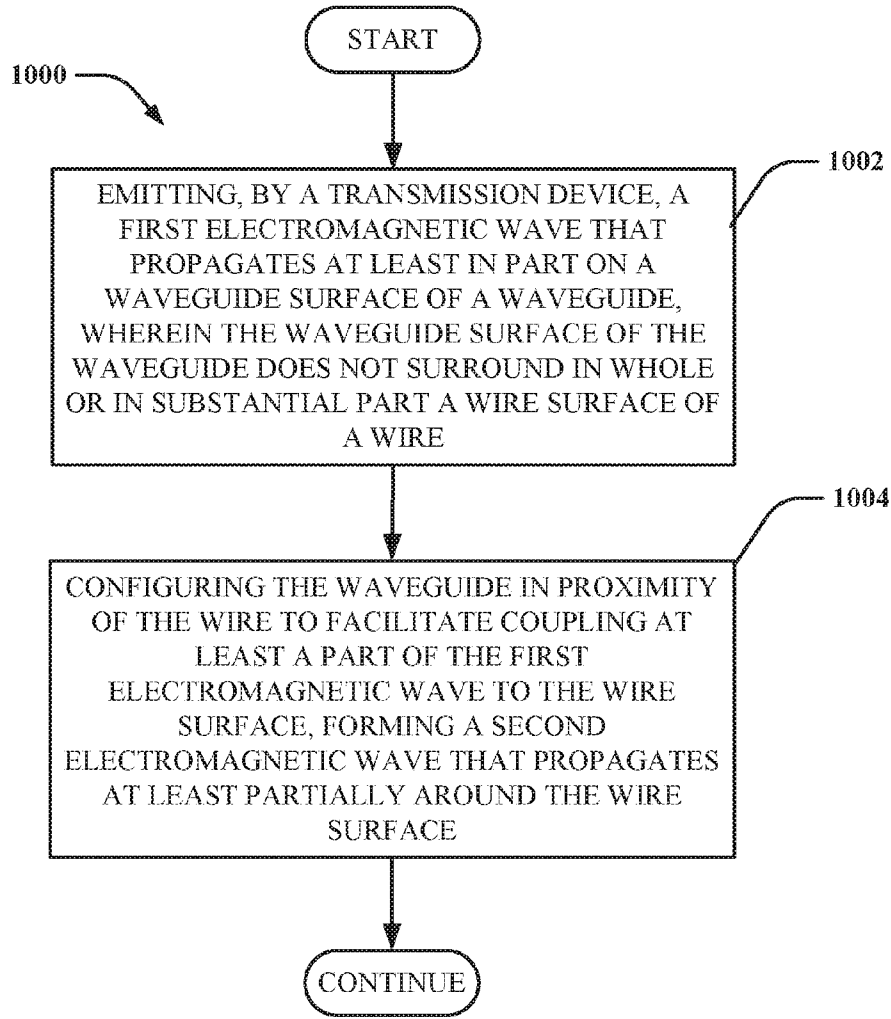 START
1000
1002
EMITTING, BY A TRANSMISSION DEVICE, A
FIRST ELECTROMAGNETIC WAVE THAT
PROPAGATES AT LEAST IN PART ON A
WAVEGUIDE SURFACE OF A WAVEGUIDE,
WHEREIN THE WAVEGUIDE SURFACE OF THE
WAVEGUIDE DOES NOT SURROUND IN WHOLE
OR IN SUBSTANTIAL PART A WIRE SURFACE OF
A WIRE
1004
CONFIGURING THE WAVEGUIDE IN PROXIMITY
OF THE WIRE TO FACILITATE COUPLING AT
LEAST A PART OF THE FIRST
ELECTROMAGNETIC WAVE TO THE WIRE
SURFACE, FORMING A SECOND
ELECTROMAGNETIC WAVE THAT PROPAGATES
AT LEAST PARTIALLY AROUND THE WIRE
SURFACE
CONTINUE